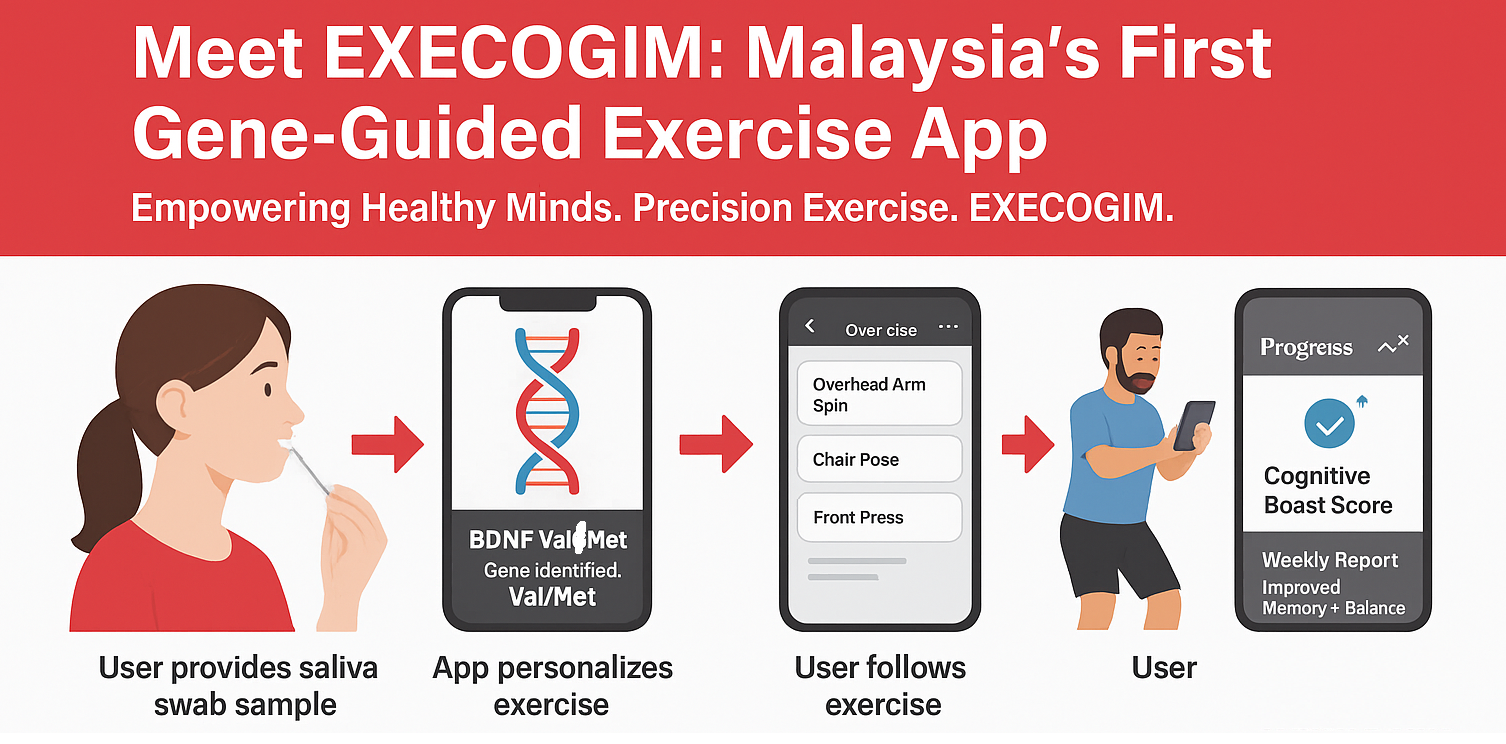 Meet EXECOGIM: Malaysia's First
Gene-Guided Exercise App
Empowering Healthy Minds. Precision Exercise. EXECOGIM.
BDNF Val Met
Gene identified.
Val/Met
Over cise
Overhead Arm
Spin
Chair Pose
Front Press
Progress
Cognitive
Boast Score
Weekly Report
Improved
Memory + Balance
User provides saliva
swab sample
App personalizes
exercise
User follows
exercise
User